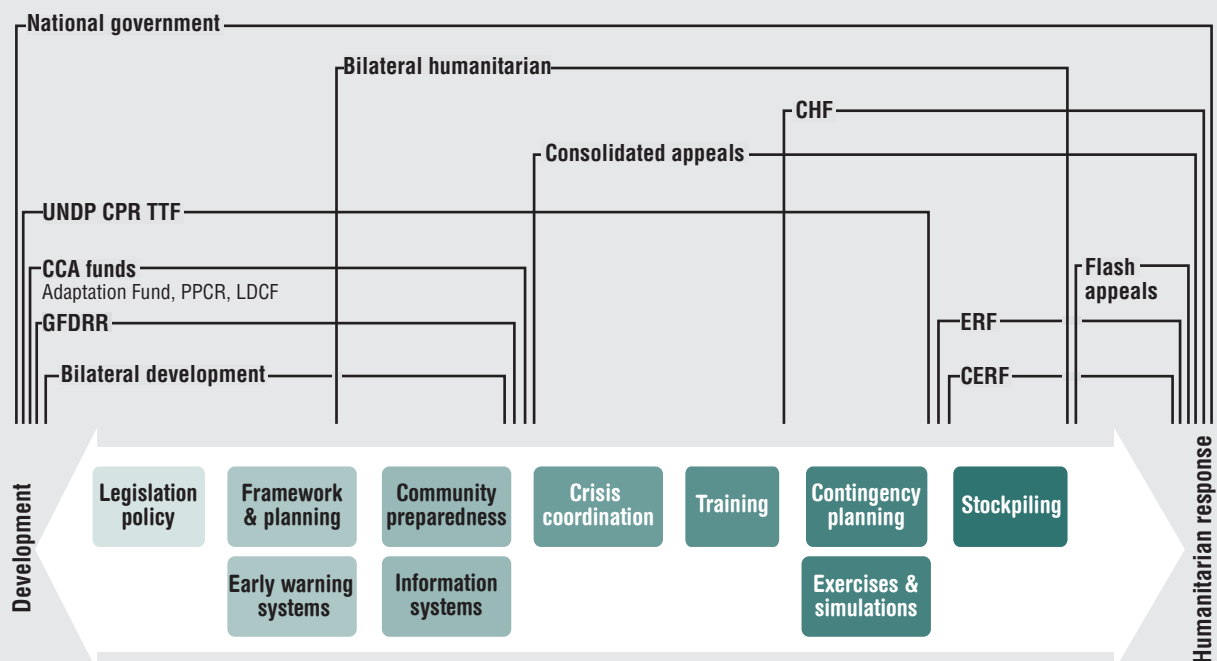 National government
Bilateral humanitarian
CHF
Consolidated appeals
UNDP CPR TTF
CCA funds
Adaptation Fund, PPCR, LDCF
Flash
appeals
GFDRR
ERF
Bilateral development
CERF
Development
Legislation
policy
Framework
& planning
Community
preparedness
Crisis
coordination
Training
Contingency
planning
Stockpiling
Early warning
systems
Information
systems
Exercises &
simulations
Humanitarian response